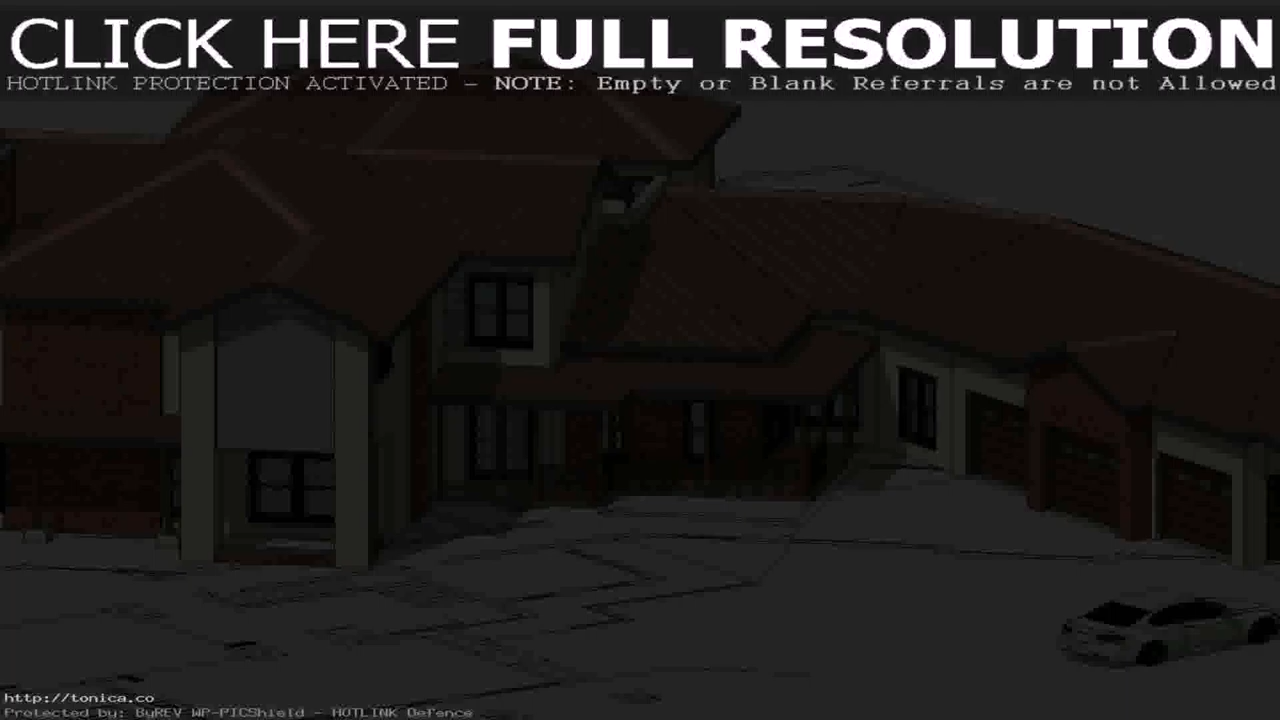 CLICK HERE FULL RESOLUTION
HOTLINK PROTECTION ACTIVATED - NOTE: Empty or Blank Referrals are not Allowed
http://tonica.co
Protected by: ByREV WP-PICShield - HOTLINK Defence